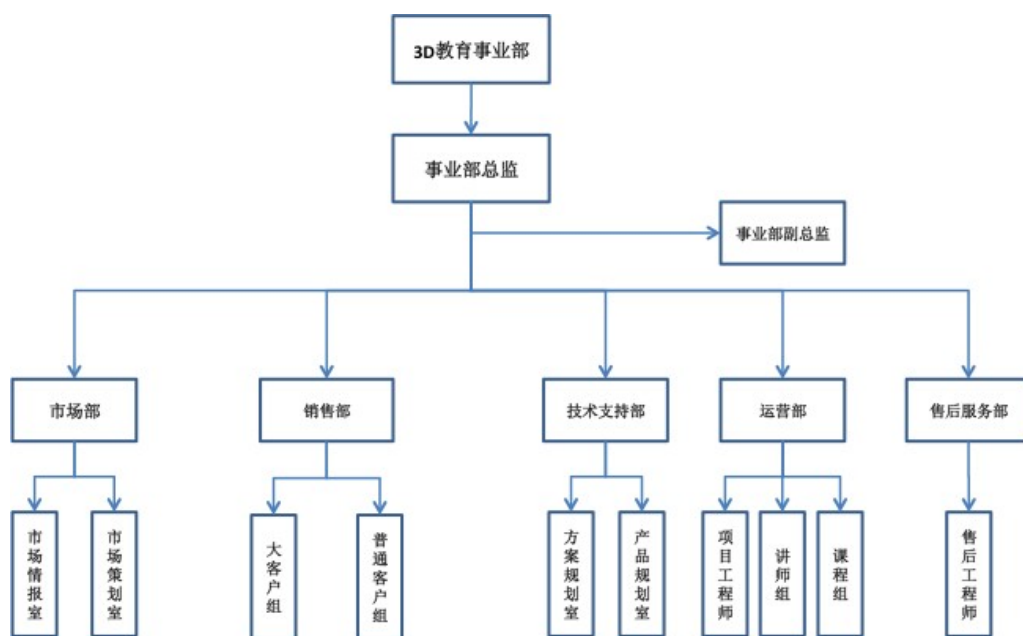 3D教育事业部
事业部总监
事业部副总监
市场部
销售部
技术支持部
运营部
售后服务部
市场情报室
市场策划室
大客户组
普通客户组
方案规划室
产品规划室
项目工程师
讲师组
课程组
售后工程师